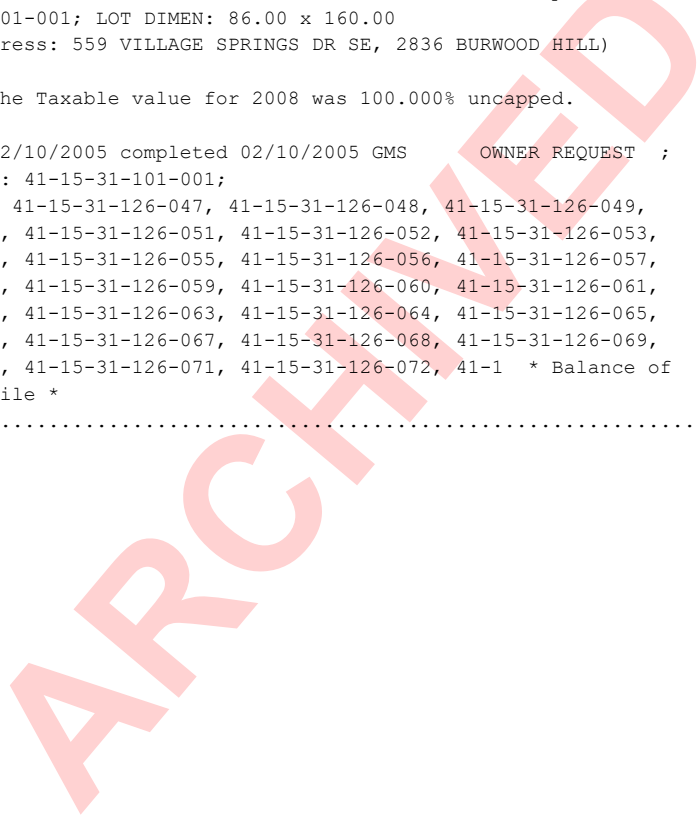 01-001; LOT DIMEN: 86.00 x 160.00
ress: 559 VILLAGE SPRINGS DR SE, 2836 BURWOOD HILL)
he Taxable value for 2008 was 100.000% uncapped.
2/10/2005 completed 02/10/2005 GMS OWNER REQUEST ;
: 41-15-31-101-001;
41-15-31-126-047, 41-15-31-126-048, 41-15-31-126-049,
, 41-15-31-126-051, 41-15-31-126-052, 41-15-31-126-053,
, 41-15-31-126-055, 41-15-31-126-056, 41-15-31-126-057,
, 41-15-31-126-059, 41-15-31-126-060, 41-15-31-126-061,
, 41-15-31-126-063, 41-15-31-126-064, 41-15-31-126-065,
, 41-15-31-126-067, 41-15-31-126-068, 41-15-31-126-069,
, 41-15-31-126-071, 41-15-31-126-072, 41-1 * Balance of
ile *
..........................................................
ARCHIVED